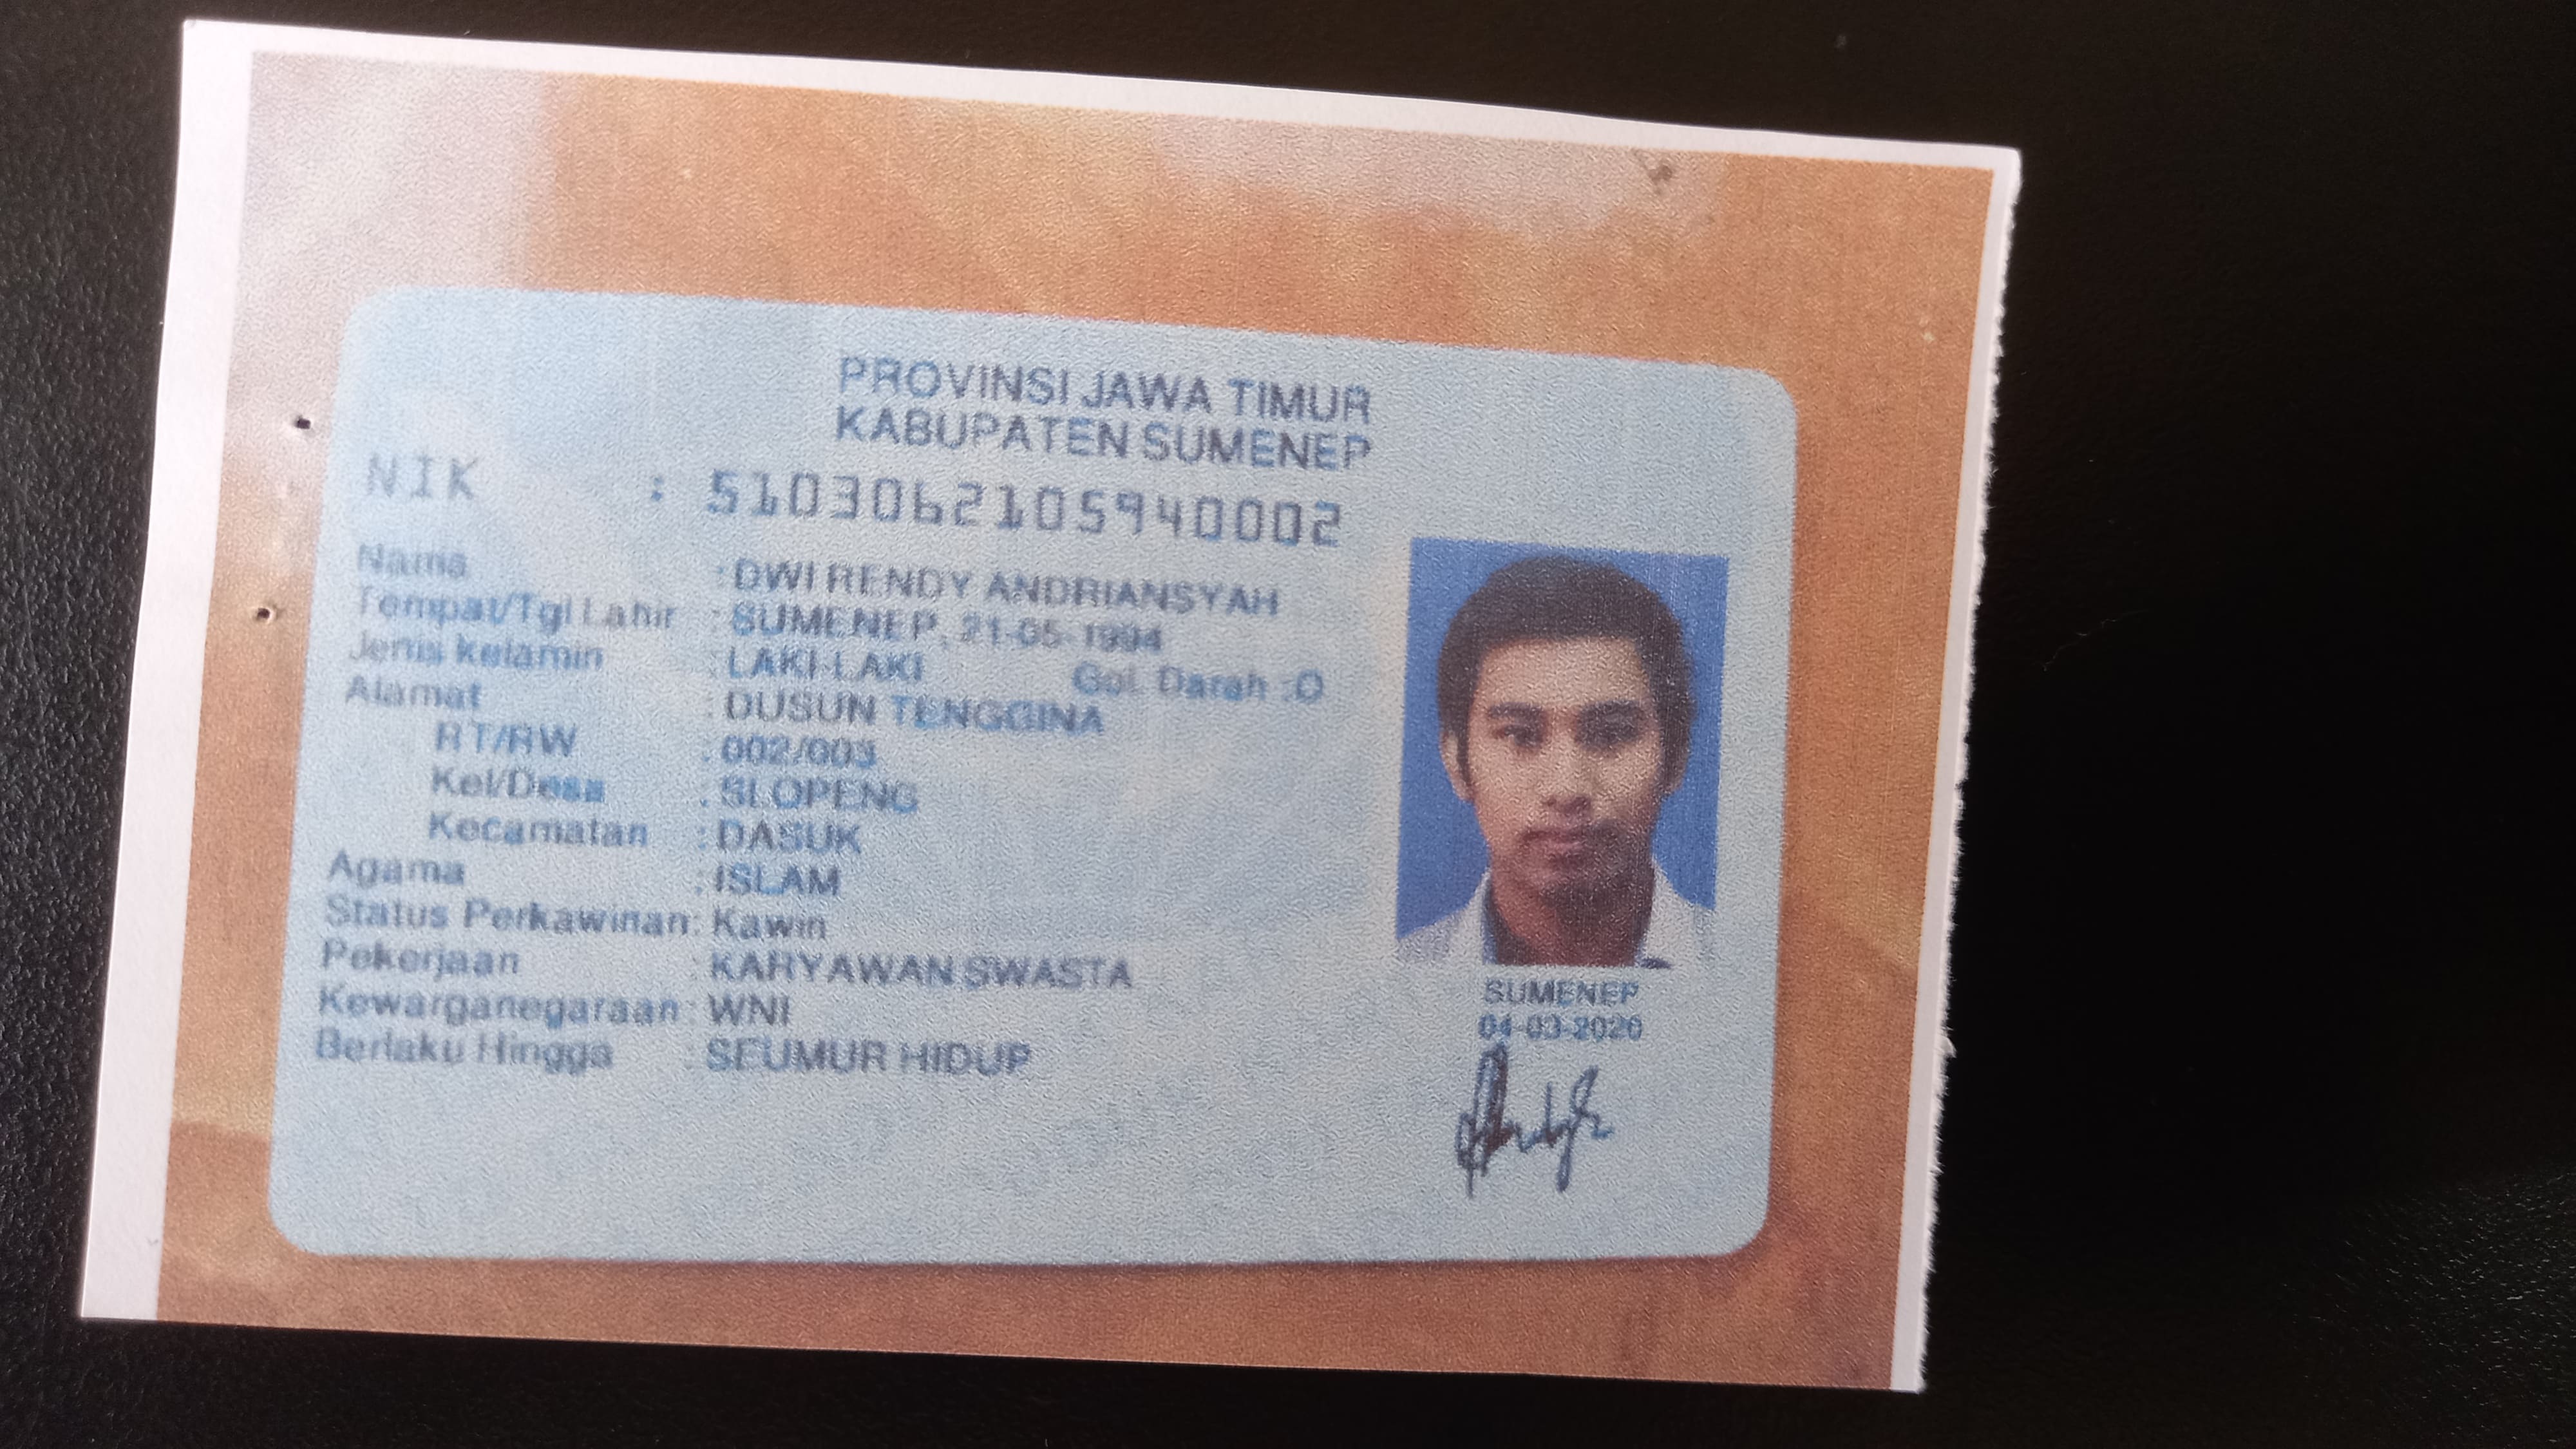 PROVINSI JAWA TIMUR
KABUPATEN SUMENEP
NIK : 5103062105940002
Nama : DWI RENDY ANDRIANSYAH
Tempat/Tgl Lahir : SUMENEP, 21-05-1994
Jenis kelamin : LAKI-LAKI Gol. Darah : O
Alamat : DUSUN TENGGINA
RT/RW : 002/003
Kel/Desa : SLOPENG
Kecamatan : DASUK
Agama : ISLAM
Status Perkawinan: Kawin
Pekerjaan : KARYAWAN SWASTA
Kewarganegaraan: WNI
Berlaku Hingga : SEUMUR HIDUP
SUMENEP
04-03-2020